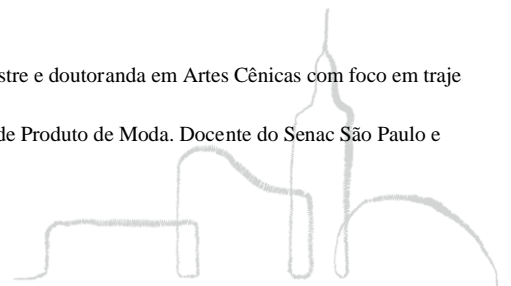 stre e doutoranda em Artes Cênicas com foco em traje
de Produto de Moda. Docente do Senac São Paulo e